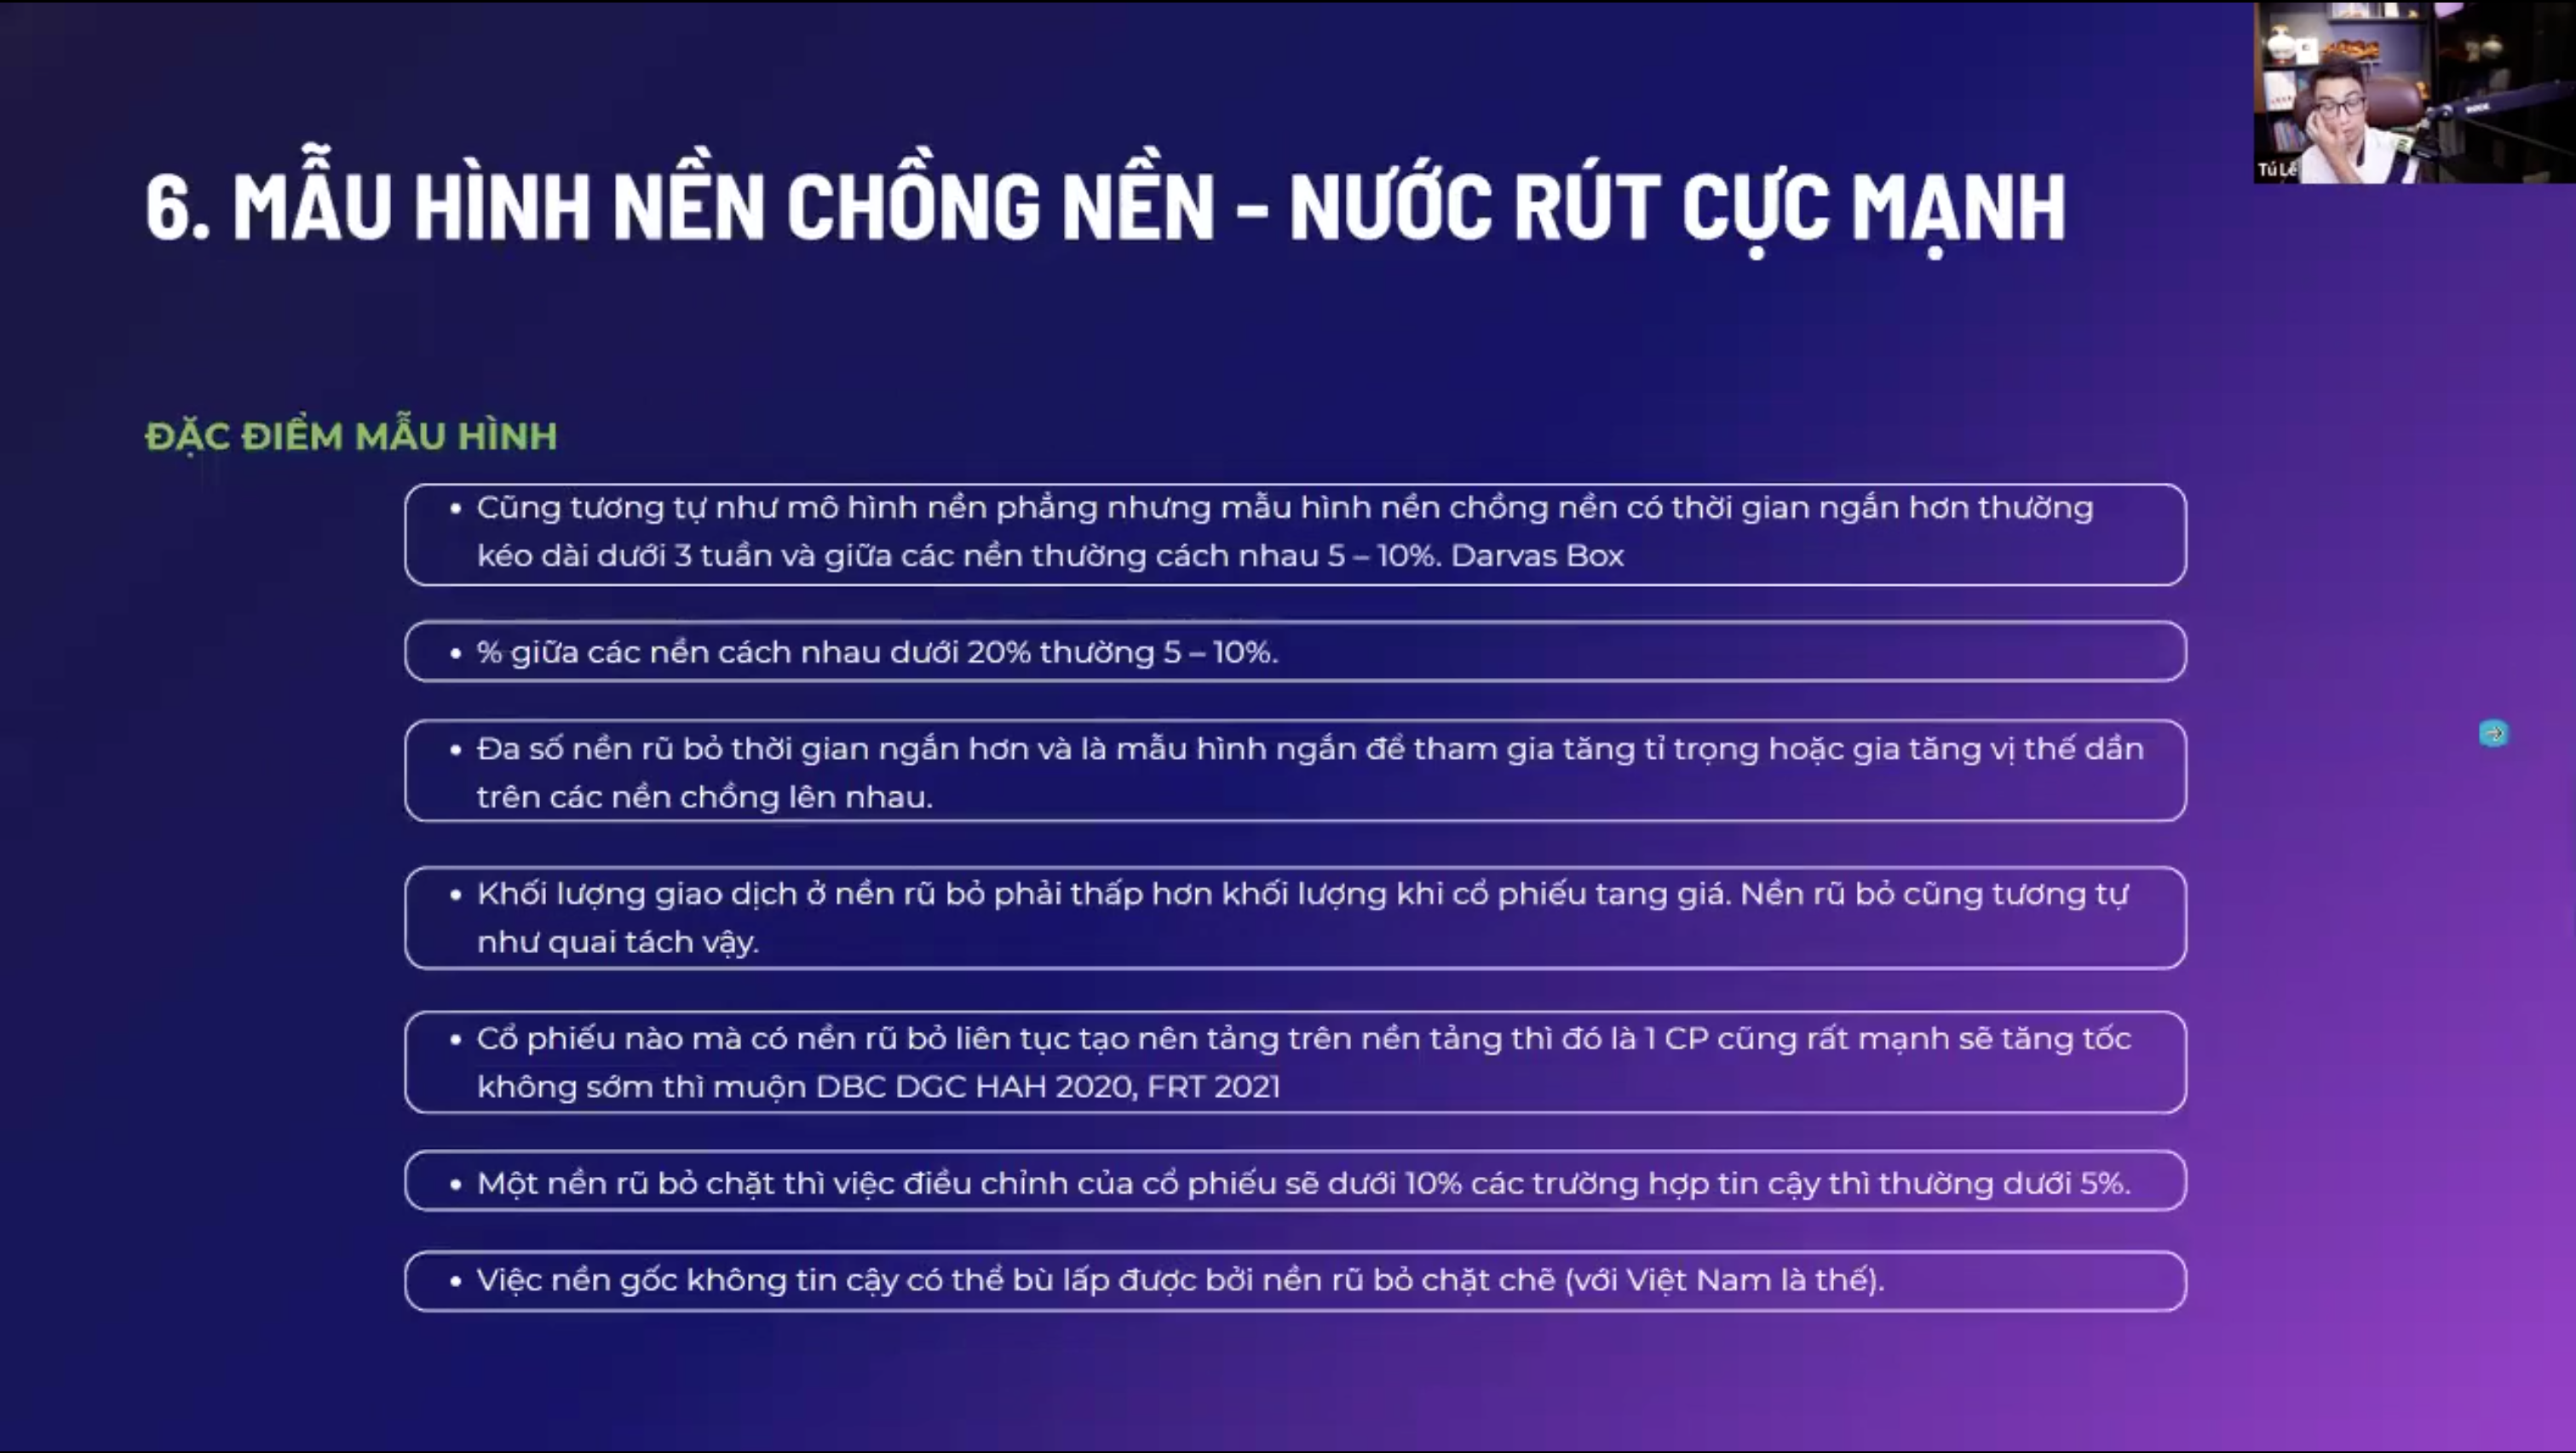 Tú Lê
6. MẪU HÌNH NỀN CHỒNG NỀN – NƯỚC RÚT CỰC MẠNH
ĐẶC ĐIỂM MẪU HÌNH
• Cũng tương tự như mô hình nền phẳng nhưng mẫu hình nền chồng nền có thời gian ngắn hơn thường
kéo dài dưới 3 tuần và giữa các nền thường cách nhau 5 – 10%. Darvas Box
• % giữa các nền cách nhau dưới 20% thường 5 – 10%.
• Đa số nền rũ bỏ thời gian ngắn hơn và là mẫu hình ngắn để tham gia tăng tỉ trọng hoặc gia tăng vị thế dần
trên các nền chồng lên nhau.
• Khối lượng giao dịch ở nền rũ bỏ phải thấp hơn khối lượng khi cổ phiếu tang giá. Nền rũ bỏ cũng tương tự
như quai tách vậy.
• Cổ phiếu nào mà có nền rũ bỏ liên tục tạo nên tảng trên nền tảng thì đó là 1 CP cũng rất mạnh sẽ tăng tốc
không sớm thì muộn DBC DGC HAH 2020, FRT 2021
• Một nền rũ bỏ chặt thì việc điều chỉnh của cổ phiếu sẽ dưới 10% các trường hợp tin cậy thì thường dưới 5%.
• Việc nền gốc không tin cậy có thể bù lấp được bởi nền rũ bỏ chặt chẽ (với Việt Nam là thế).